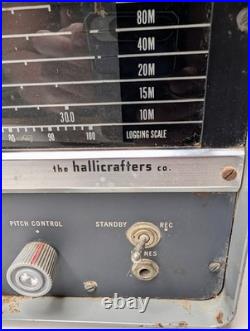 80M
40M
20M
15M
30.0
10M
70 80 90 100 LOGGING SCALE
the hallicrafters co.
PITCH CONTROL STANDBY REC